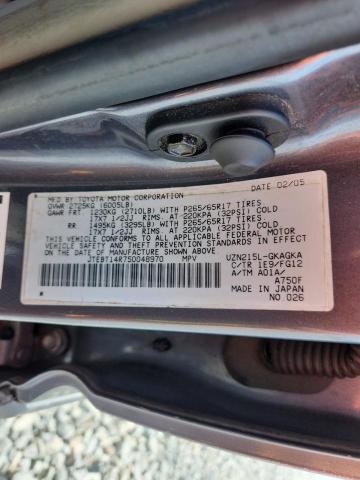 MFD BY TOYOTA MOTOR CORPORATION DATE 02/05
GVWR 2725KG (6005LB)
GAWR FRT 1230KG (2710LB) WITH P265/65R17 TIRES
17X7 1/2JJ RIMS, AT 220KPA (32PSI) COLD
RR 1495KG (3295LB) WITH P265/65R17 TIRES
17X7 1/2JJ RIMS, AT 220KPA (32PSI) COLD
THIS VEHICLE CONFORMS TO ALL APPLICABLE FEDERAL MOTOR
VEHICLE SAFETY AND BUMPER STANDARDS IN EFFECT
ON THE DATE OF MANUFACTURE SHOWN ABOVE.
JTEBT14R750048970 MPV
UZN215L-GKAGKA
C/TR 1E9/FG12
A/TM A01A/
A750F
MADE IN JAPAN
NO.026